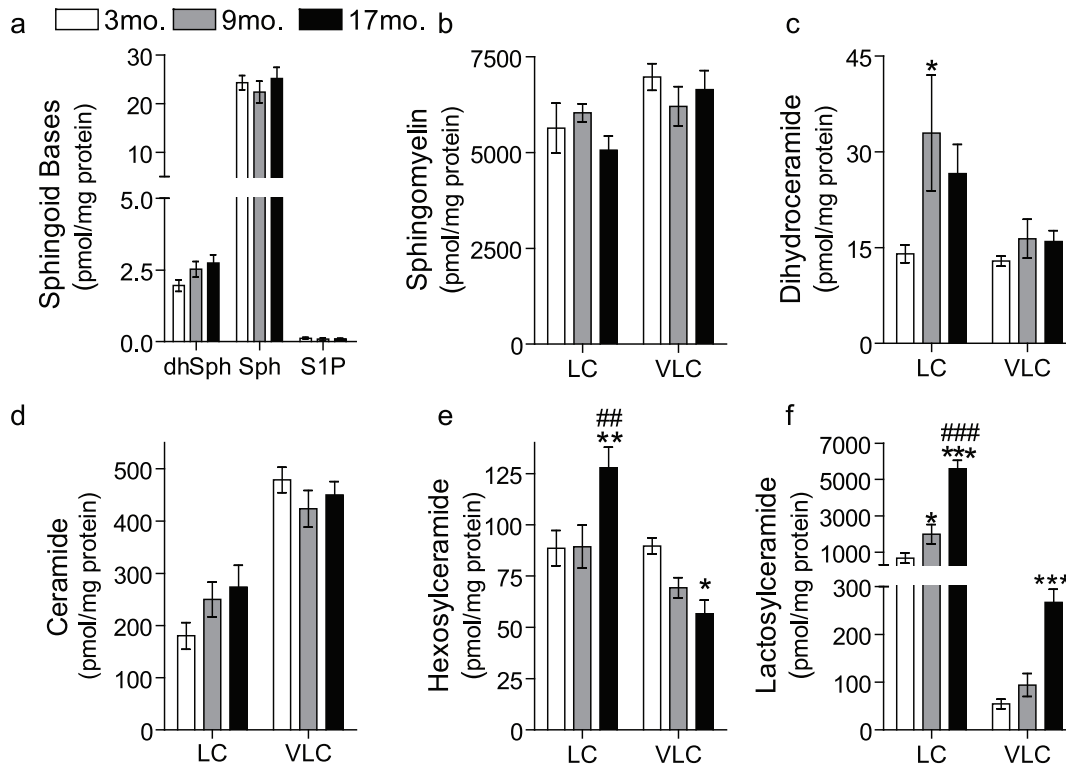 a 3mo. 9mo. 17mo. b c
Sphingoid Bases
(pmol/mg protein)
30
20
10
5.0
2.5
0.0
dhSph Sph S1P
Sphingomyelin
(pmol/mg protein)
7500
5000
2500
0
LC VLC
Dihydroceramide
(pmol/mg protein)
45
30
15
0
*
LC VLC
d e f
Ceramide
(pmol/mg protein)
500
400
300
200
100
0
LC VLC
Hexosylceramide
(pmol/mg protein)
125
100
75
50
25
0
##
**
*
LC VLC
Lactosylceramide
(pmol/mg protein)
7000
5000
3000
1000
300
200
100
0
###
***
*
***
LC VLC